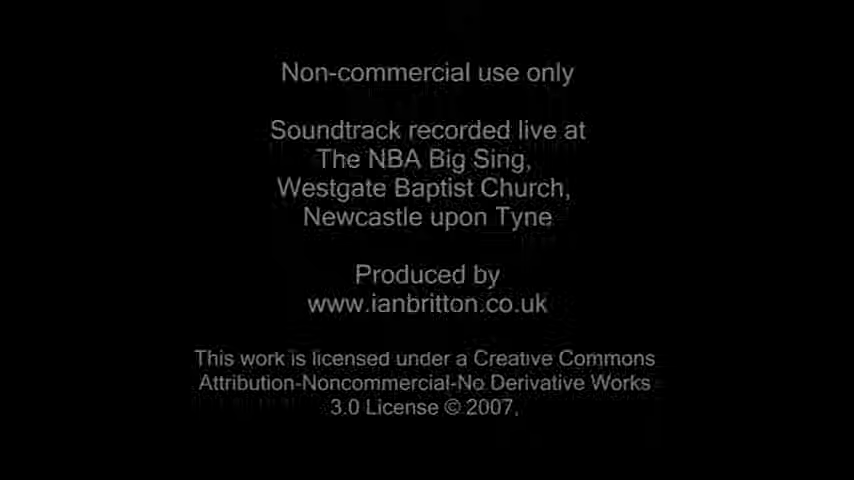 Non-commercial use only
Soundtrack recorded live at
The NBA Big Sing,
Westgate Baptist Church,
Newcastle upon Tyne
Produced by
www.ianbritton.co.uk
This work is licensed under a Creative Commons
Attribution-Noncommercial-No Derivative Works
3.0 License © 2007,